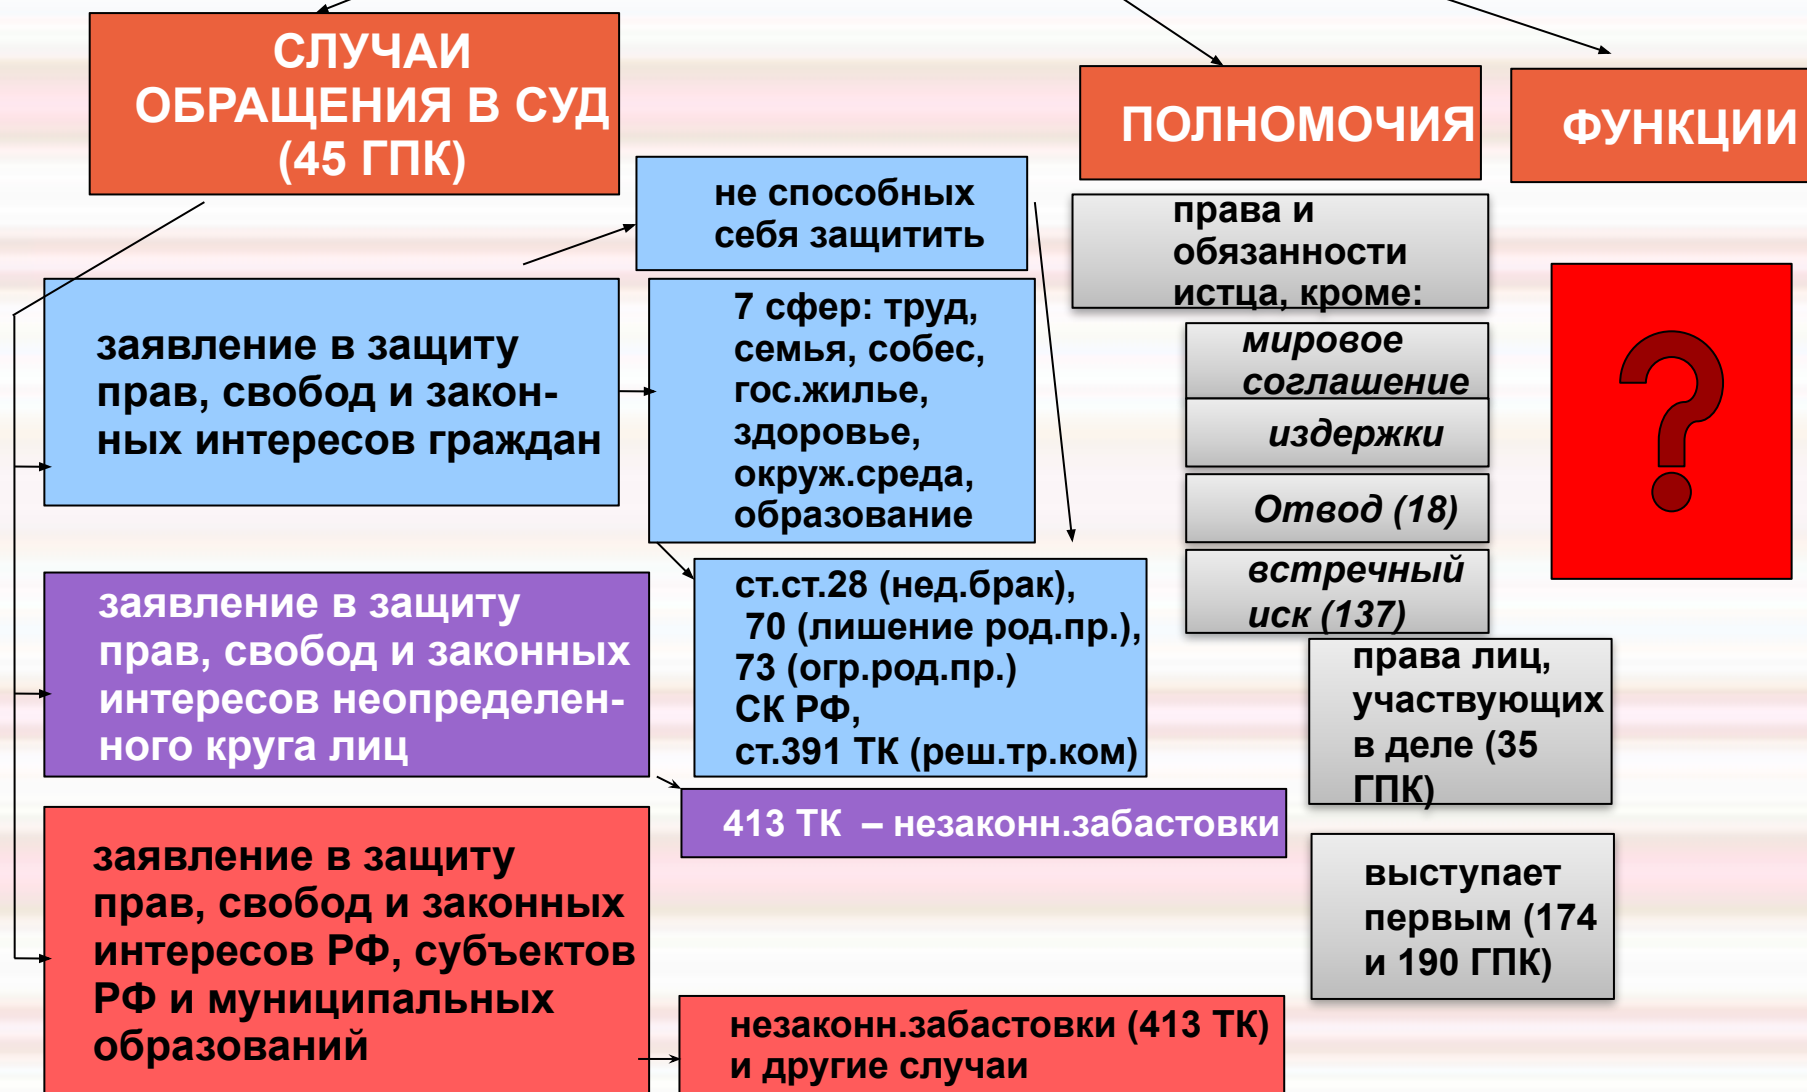 СЛУЧАИ
ОБРАЩЕНИЯ В СУД
(45 ГПК)
ПОЛНОМОЧИЯ
ФУНКЦИИ
не способных
себя защитить
заявление в защиту
прав, свобод и закон-
ных интересов граждан
7 сфер: труд,
семья, собес,
гос.жилье,
здоровье,
окруж.среда,
образование
ст.ст.28 (нед.брак),
70 (лишение род.пр.),
73 (огр.род.пр.)
СК РФ,
ст.391 ТК (реш.тр.ком)
заявление в защиту
прав, свобод и законных
интересов неопределен-
ного круга лиц
413 ТК – незаконн.забастовки
заявление в защиту
прав, свобод и законных
интересов РФ, субъектов
РФ и муниципальных
образований
незаконн.забастовки (413 ТК)
и другие случаи
права и
обязанности
истца, кроме:
мировое
соглашение
издержки
Отвод (18)
встречный
иск (137)
права лиц,
участвующих
в деле (35
ГПК)
выступает
первым (174
и 190 ГПК)
?